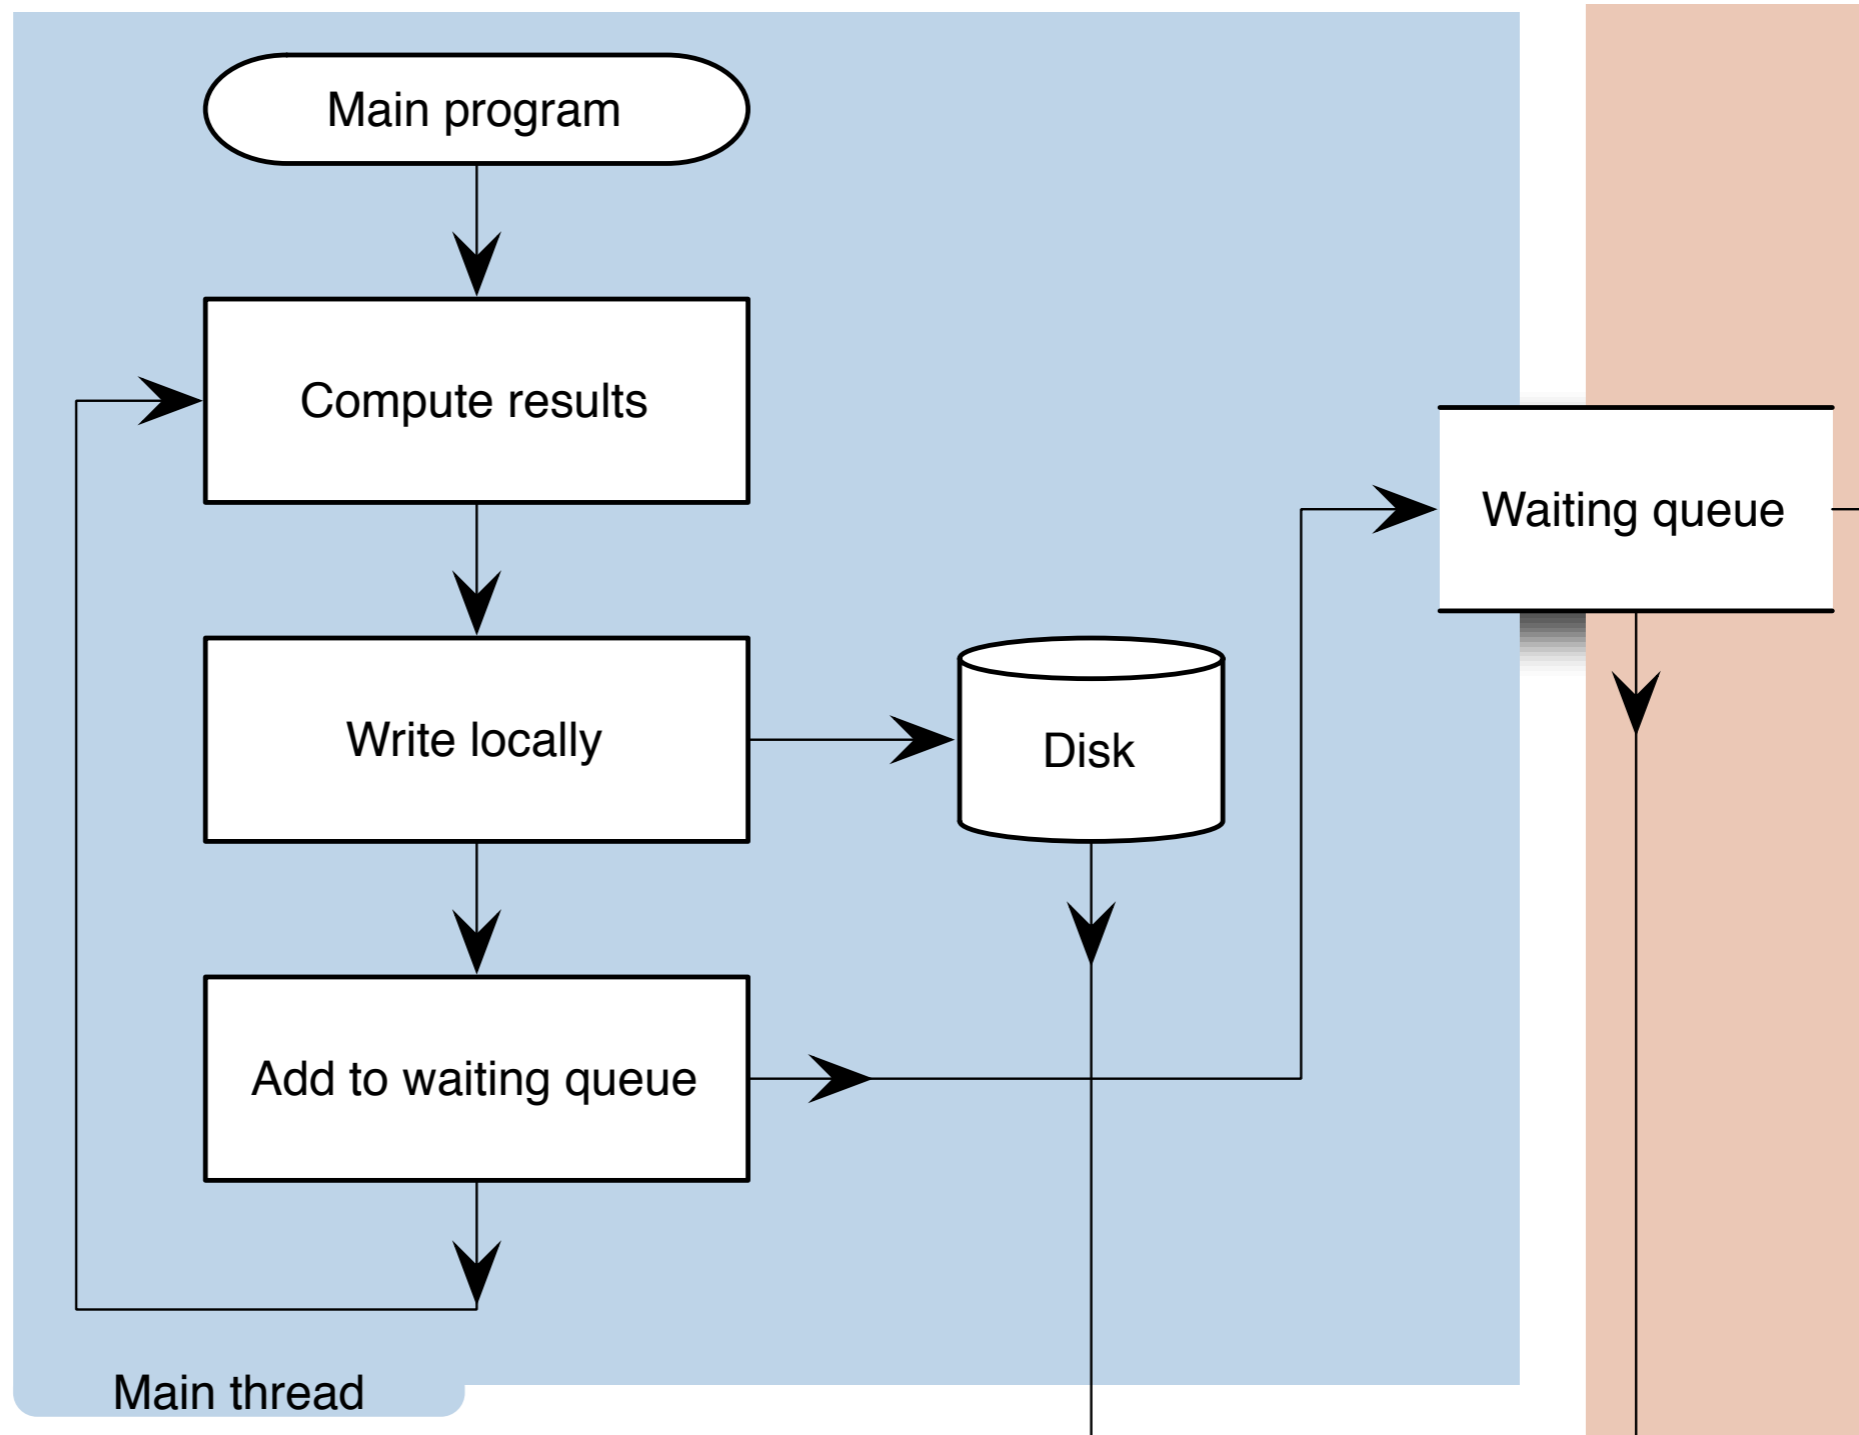 Main program
Compute results
Waiting queue
Write locally
Disk
Add to waiting queue
Main thread